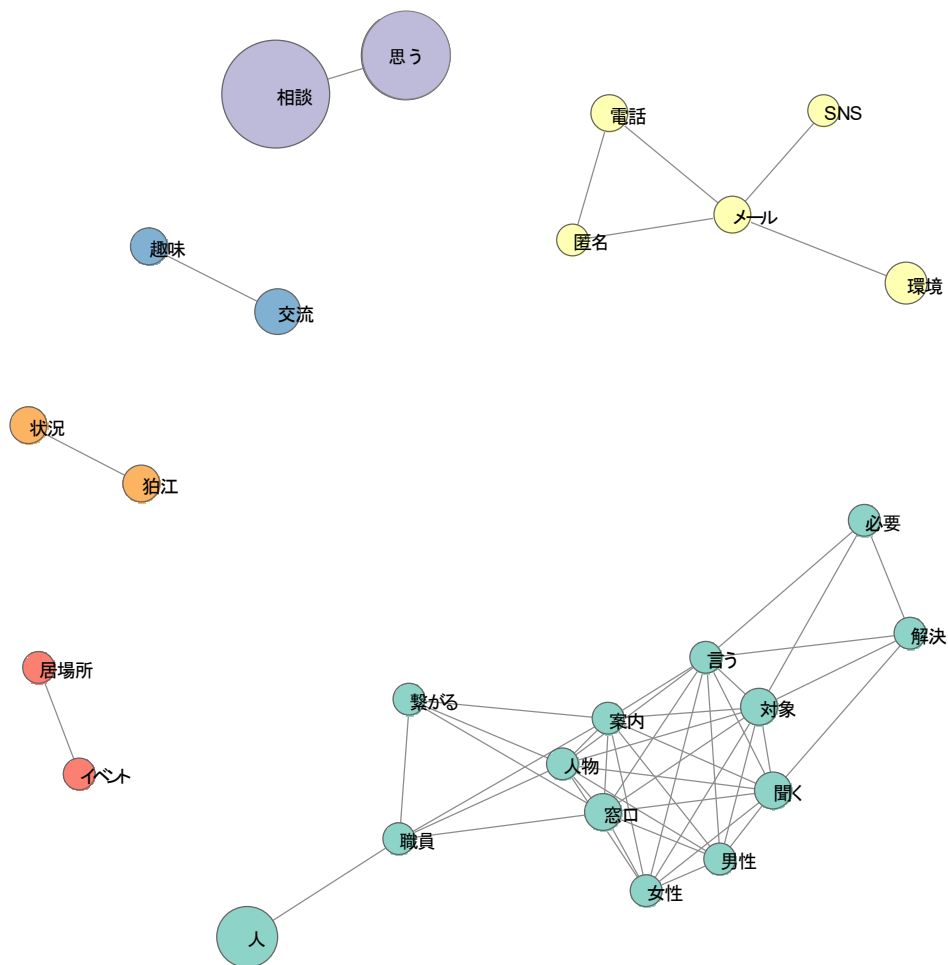 思う
相談
電話
SNS
メール
匿名
環境
趣味
交流
状況
狛江
必要
解決
言う
居場所
繋がる
案内
対象
イベント
人物
聞く
窓口
職員
男性
女性
人